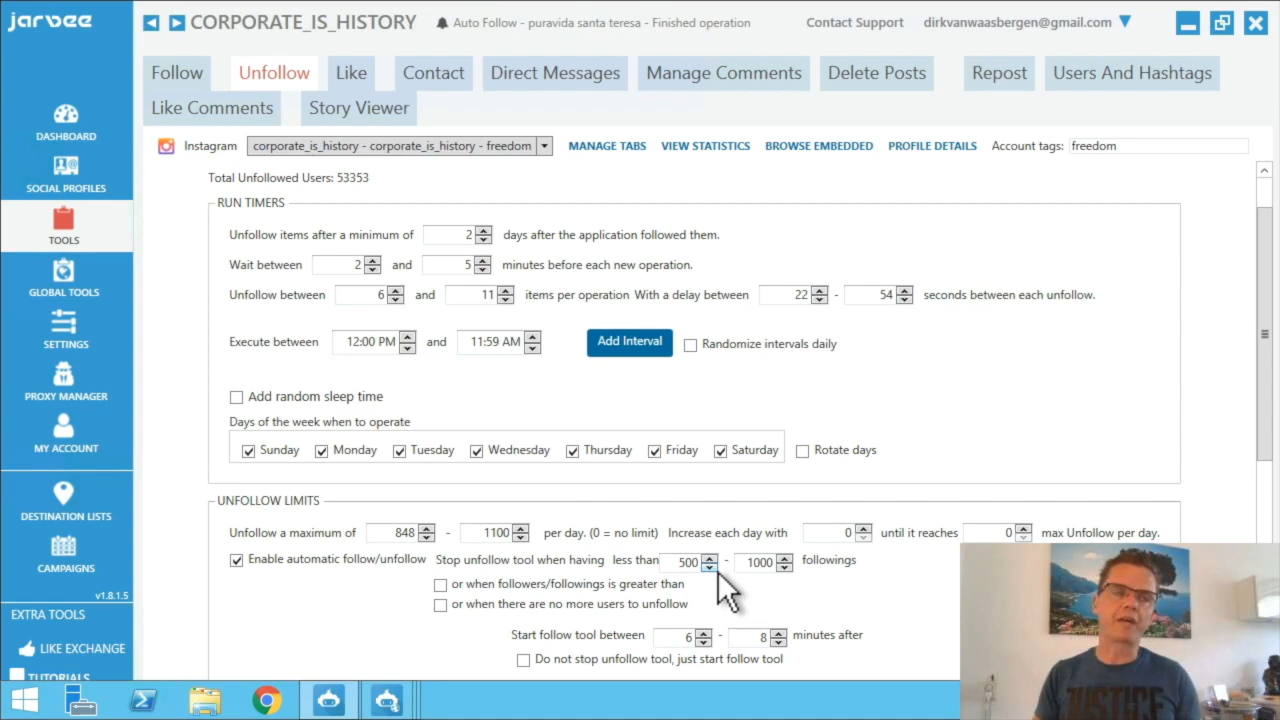 jarvee
CORPORATE_IS_HISTORY
Auto Follow - puravida santa teresa - Finished operation
Contact Support
dirkvanwaasbergen@gmail.com
Follow
Unfollow
Like
Contact
Direct Messages
Manage Comments
Delete Posts
Repost
Users And Hashtags
Like Comments
Story Viewer
DASHBOARD
SOCIAL PROFILES
TOOLS
GLOBAL TOOLS
SETTINGS
PROXY MANAGER
MY ACCOUNT
DESTINATION LISTS
CAMPAIGNS
v1.8.1.5
EXTRA TOOLS
LIKE EXCHANGE
TUTORIALS
Instagram corporate_is_history - corporate_is_history - freedom MANAGE TABS VIEW STATISTICS BROWSE EMBEDDED PROFILE DETAILS Account tags: freedom
Total Unfollowed Users: 53353
RUN TIMERS
Unfollow items after a minimum of 2 days after the application followed them.
Wait between 2 and 5 minutes before each new operation.
Unfollow between 6 and 11 items per operation With a delay between 22 - 54 seconds between each unfollow.
Execute between 12:00 PM and 11:59 AM Add Interval Randomize intervals daily
Add random sleep time
Days of the week when to operate
Sunday Monday Tuesday Wednesday Thursday Friday Saturday Rotate days
UNFOLLOW LIMITS
Unfollow a maximum of 848 - 1100 per day. (0 = no limit) Increase each day with 0 until it reaches 0 max Unfollow per day.
Enable automatic follow/unfollow Stop unfollow tool when having less than 500 - 1000 followings
or when followers/followings is greater than
or when there are no more users to unfollow
Start follow tool between 6 - 8 minutes after
Do not stop unfollow tool, just start follow tool
JUSTICE